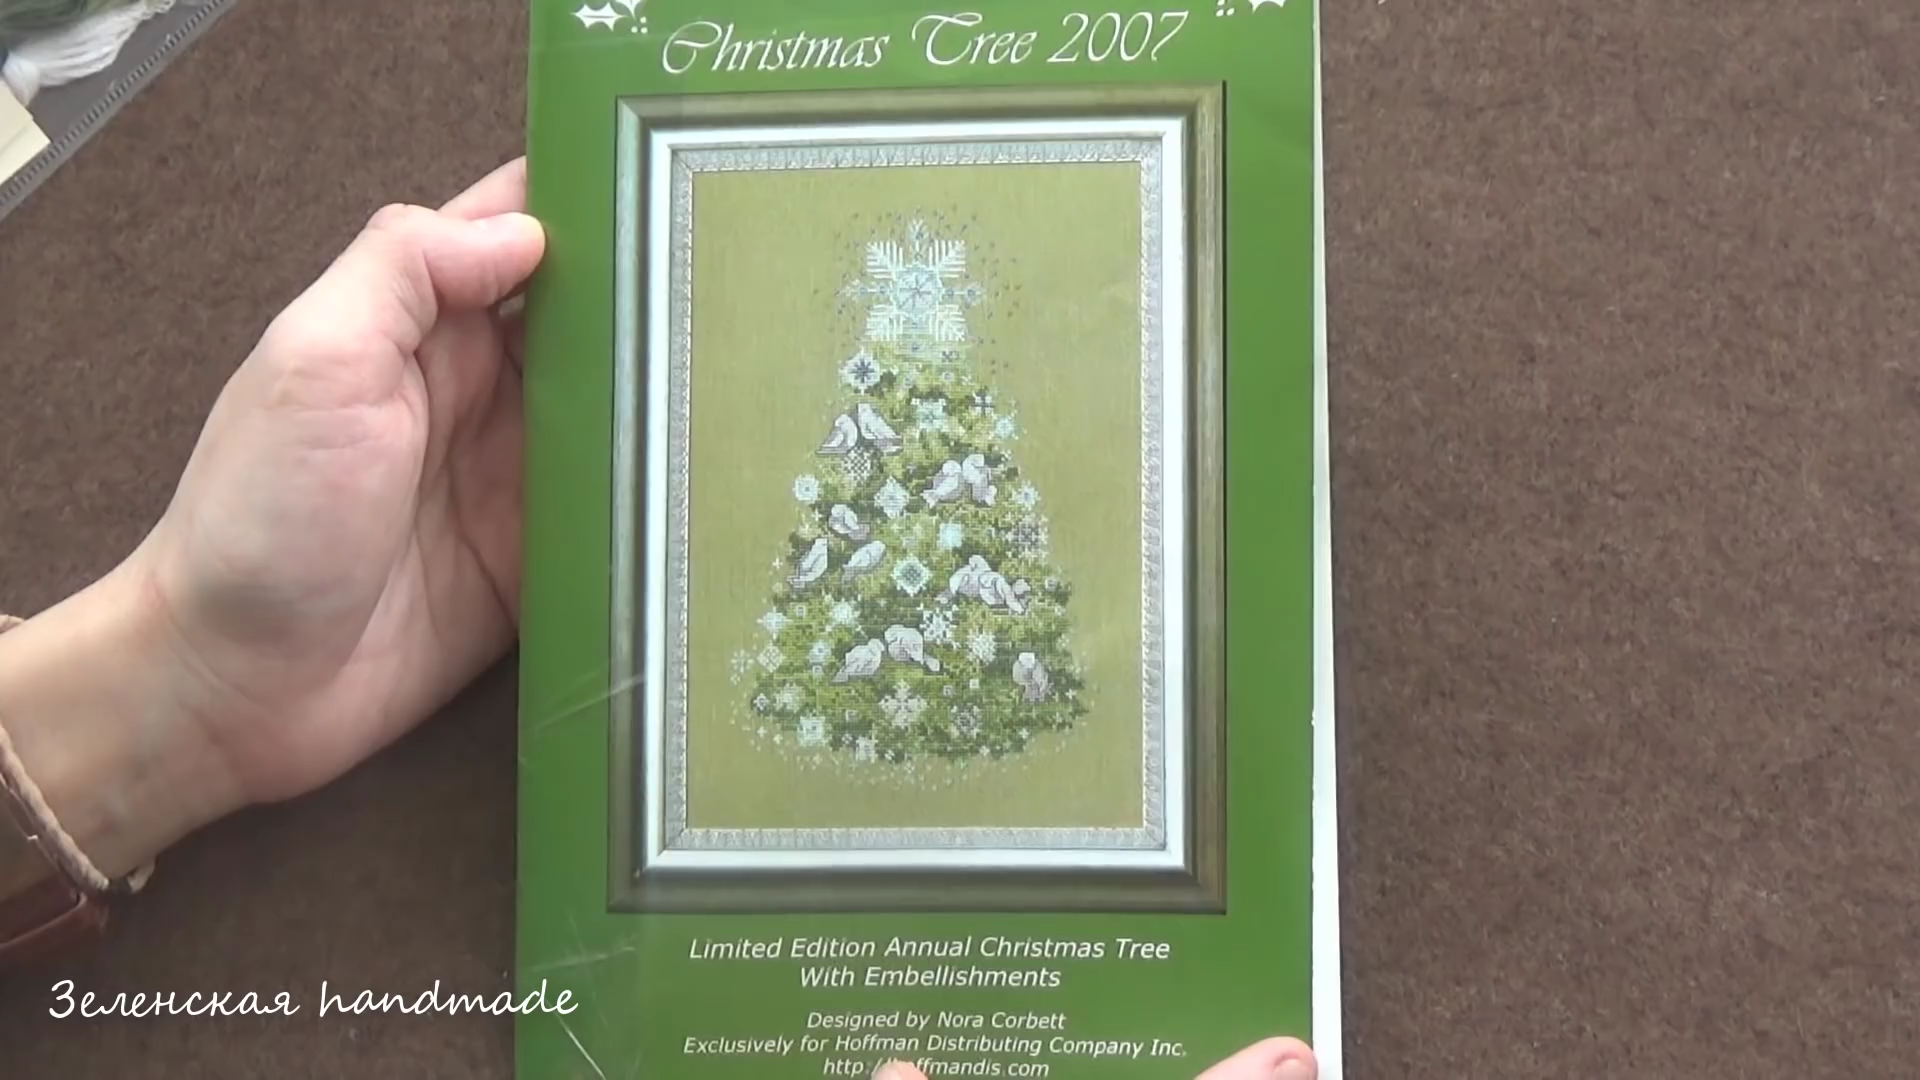 Christmas Tree 2007
Limited Edition Annual Christmas Tree
With Embellishments
Designed by Nora Corbett
Exclusively for Hoffman Distributing Company Inc.
Зеленская handmade